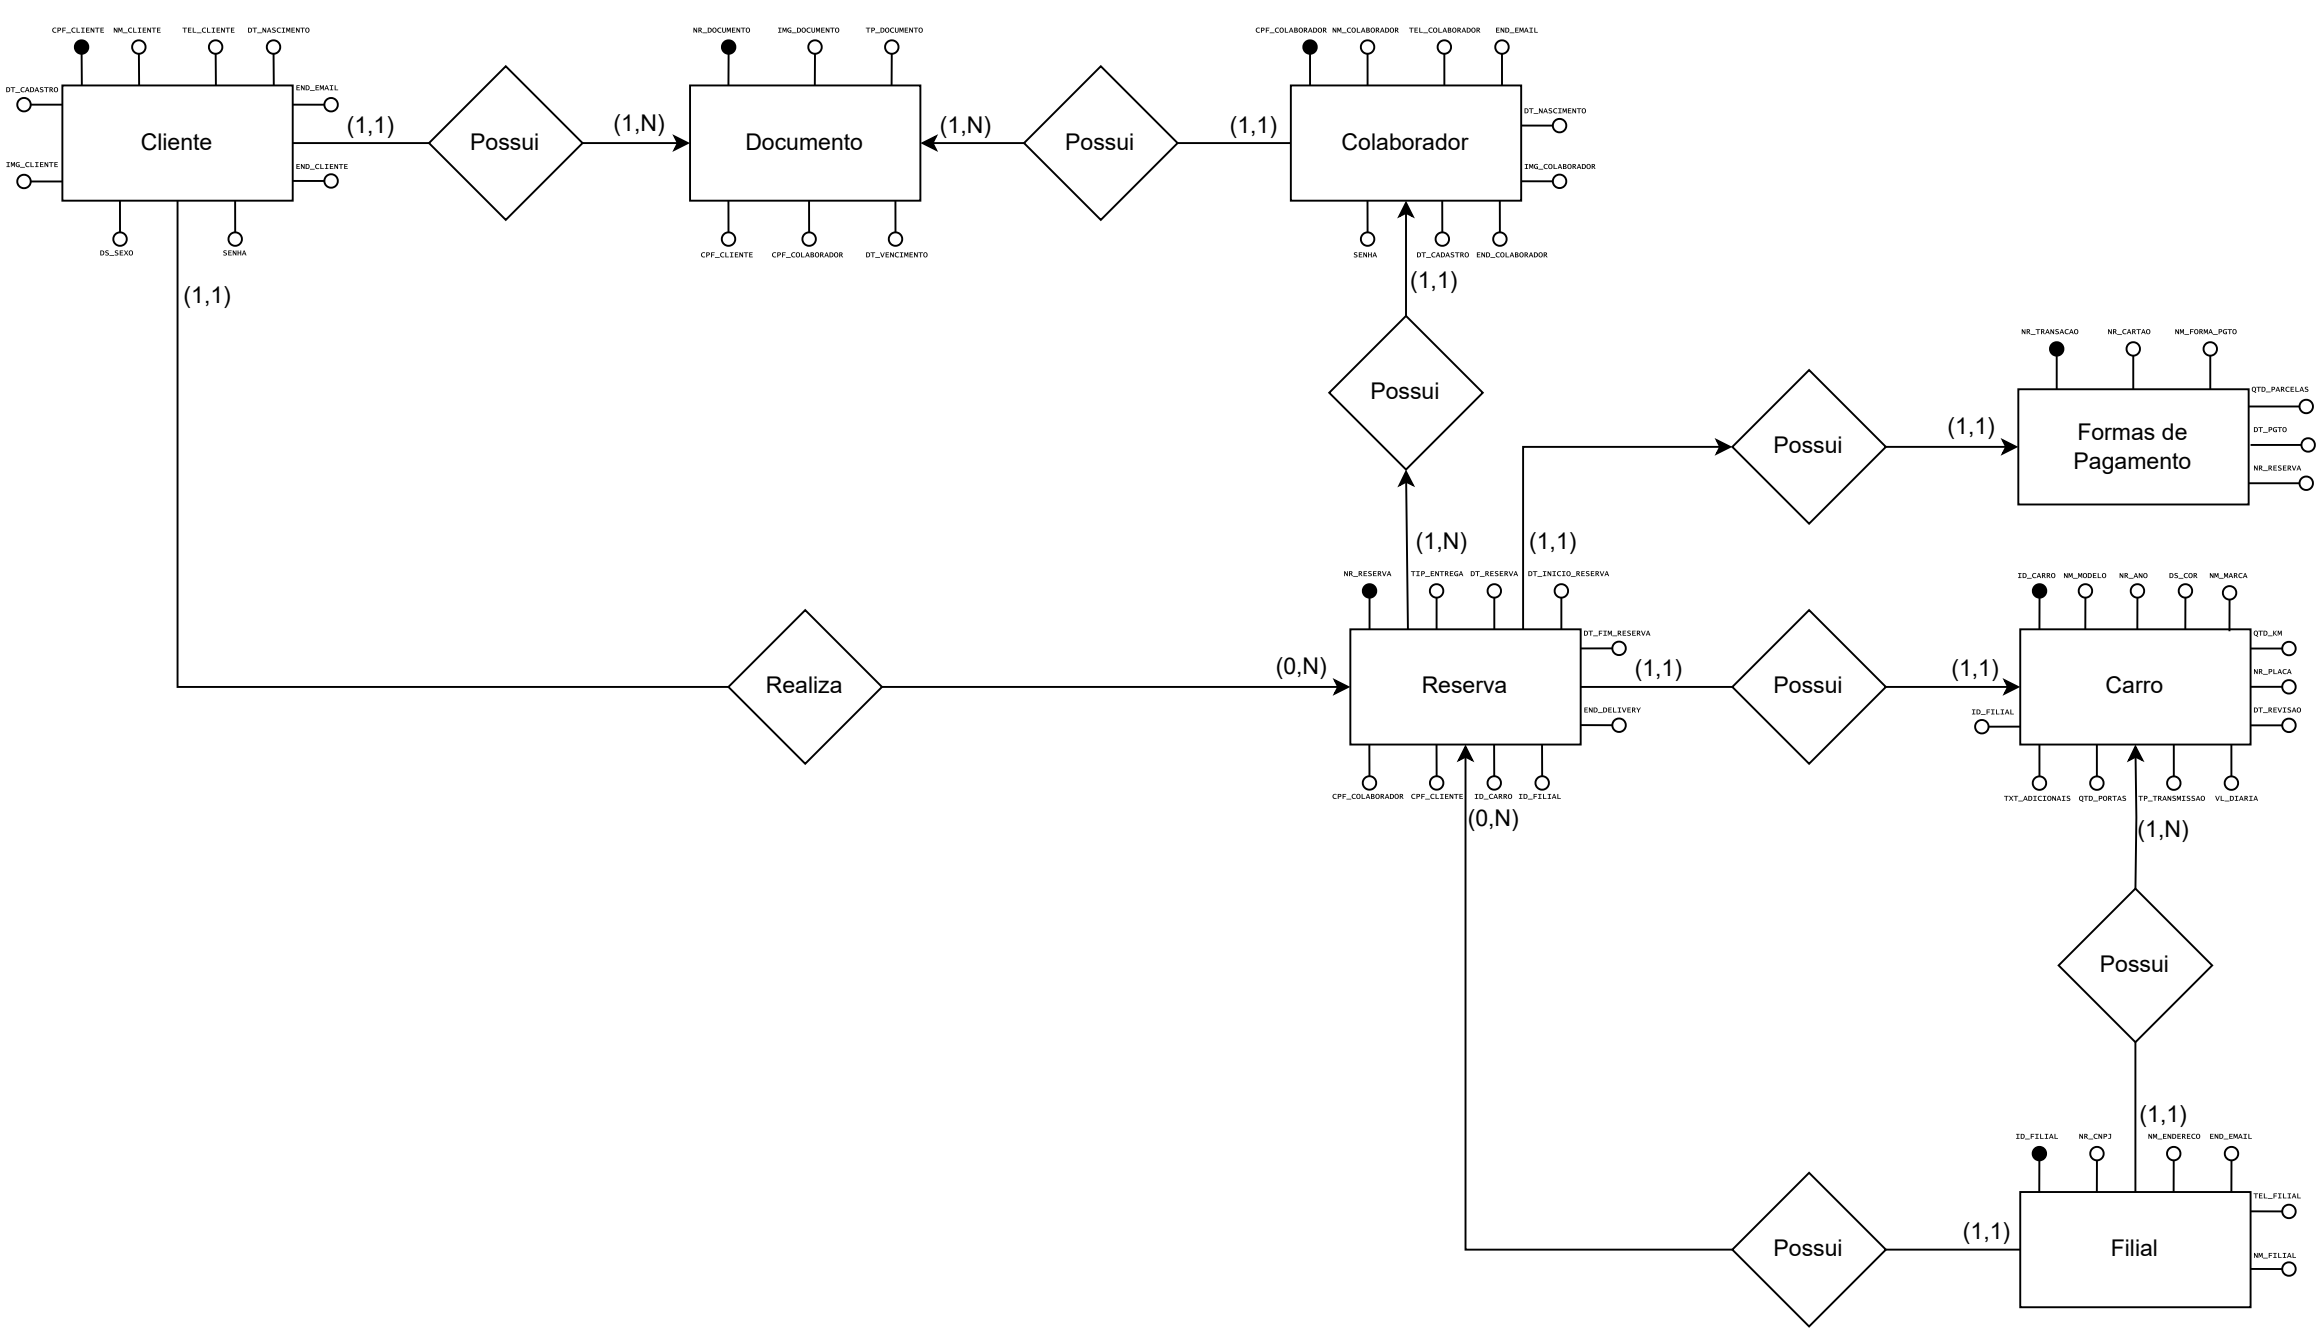 CPF_CLIENTE NM_CLIENTE TEL_CLIENTE DT_NASCIMENTO
DT_CADASTRO
END_EMAIL
Cliente
IMG_CLIENTE
END_CLIENTE
DS_SEXO
SENHA
(1,1)
Possui
(1,N)
NR_DOCUMENTO IMG_DOCUMENTO TP_DOCUMENTO
Documento
CPF_CLIENTE CPF_COLABORADOR DT_VENCIMENTO
(1,N)
Possui
(1,1)
CPF_COLABORADOR NM_COLABORADOR TEL_COLABORADOR END_EMAIL
DT_NASCIMENTO
Colaborador
IMG_COLABORADOR
SENHA DT_CADASTRO END_COLABORADOR
(1,1)
(1,1)
Possui
(1,N)
(1,1)
Possui
(1,1)
NR_TRANSACAO NR_CARTAO NM_FORMA_PGTO
QTD_PARCELAS
Formas de
Pagamento
DT_PGTO
NR_RESERVA
Realiza
(0,N)
NR_RESERVA TIP_ENTREGA DT_RESERVA DT_INICIO_RESERVA
DT_FIM_RESERVA
Reserva
END_DELIVERY
CPF_COLABORADOR CPF_CLIENTE ID_CARRO ID_FILIAL
(0,N)
(1,1)
Possui
(1,1)
ID_CARRO NM_MODELO NR_ANO DS_COR NM_MARCA
QTD_KM
Carro
NR_PLACA
ID_FILIAL
DT_REVISAO
TXT_ADICIONAIS QTD_PORTAS TP_TRANSMISSAO VL_DIARIA
(1,N)
Possui
(1,1)
ID_FILIAL NR_CNPJ NM_ENDERECO END_EMAIL
TEL_FILIAL
Possui
(1,1)
Filial
NM_FILIAL